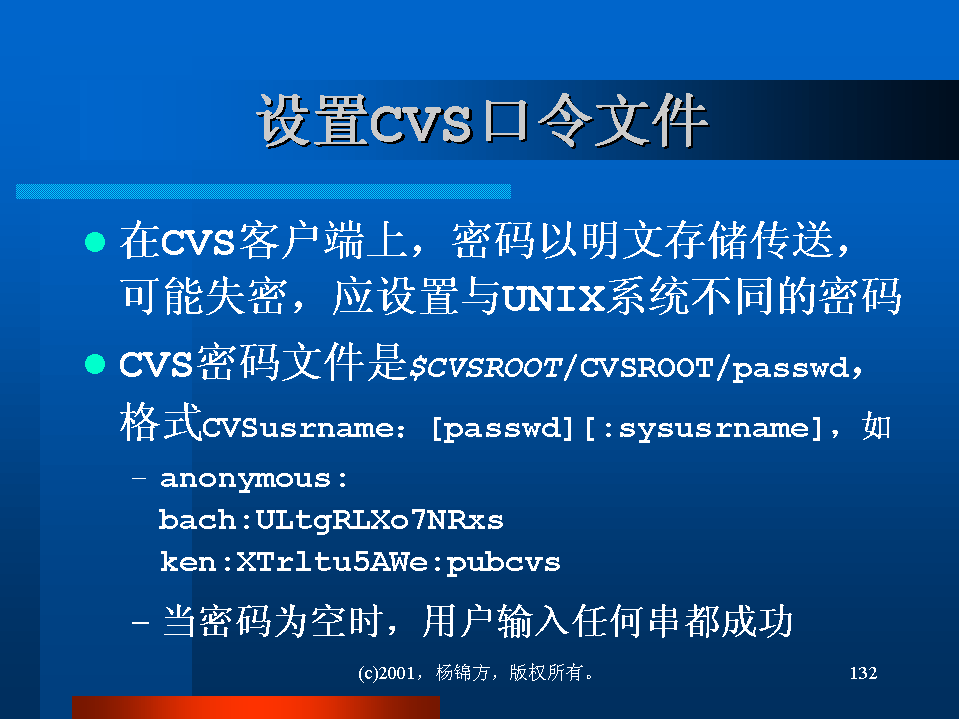 设置CVS口令文件
在CVS客户端上，密码以明文存储传送，
可能失密，应设置与UNIX系统不同的密码
CVS密码文件是$CVSROOT/CVSROOT/passwd，
格式CVSusrname：[passwd][:sysusrname]，如
– anonymous:
bach:ULtgRLXo7NRxs
ken:XTrltu5AWe:pubcvs
– 当密码为空时，用户输入任何串都成功
(c)2001，杨锦方，版权所有。
132